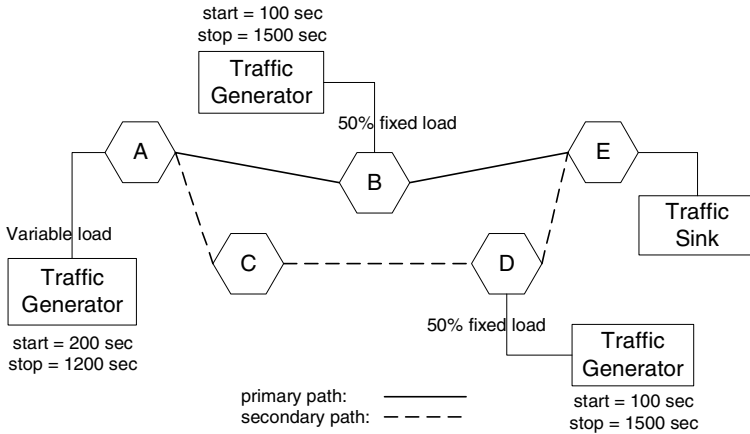 start = 100 sec
stop = 1500 sec
Traffic
Generator
50% fixed load
A
B
E
Traffic
Sink
Variable load
Traffic
Generator
start = 200 sec
stop = 1200 sec
C
D
50% fixed load
Traffic
Generator
start = 100 sec
stop = 1500 sec
primary path:
secondary path: